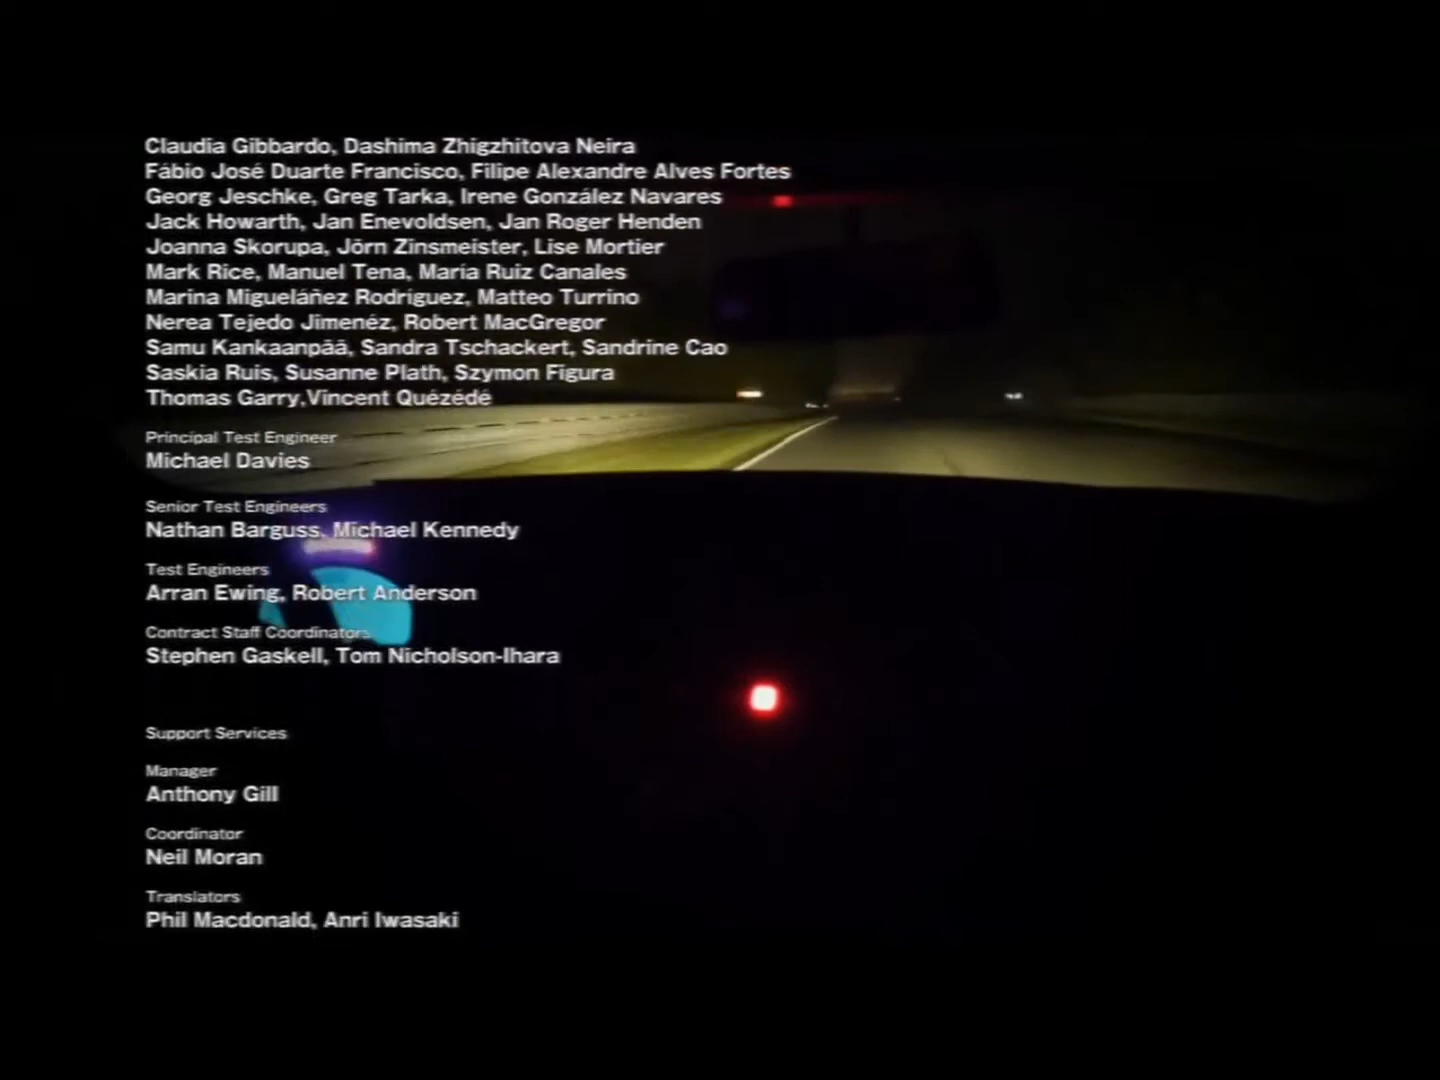 Claudia Gibbardo, Dashima Zhigzhitova Neira
Fábio José Duarte Francisco, Filipe Alexandre Alves Fortes
Georg Jeschke, Greg Tarka, Irene González Navares
Jack Howarth, Jan Enevoldsen, Jan Roger Henden
Joanna Skorupa, Jörn Zinsmeister, Lise Mortier
Mark Rice, Manuel Tena, María Ruiz Canales
Marina Migueláñez Rodríguez, Matteo Turrino
Nerea Tejedo Jimenéz, Robert MacGregor
Samu Kankaanpää, Sandra Tschackert, Sandrine Cao
Saskia Ruis, Susanne Plath, Szymon Figura
Thomas Garry,Vincent Quézédé
Principal Test Engineer
Michael Davies
Senior Test Engineers
Nathan Barguss, Michael Kennedy
Test Engineers
Arran Ewing, Robert Anderson
Contract Staff Coordinators
Stephen Gaskell, Tom Nicholson-Ihara
Support Services
Manager
Anthony Gill
Coordinator
Neil Moran
Translators
Phil Macdonald, Anri Iwasaki